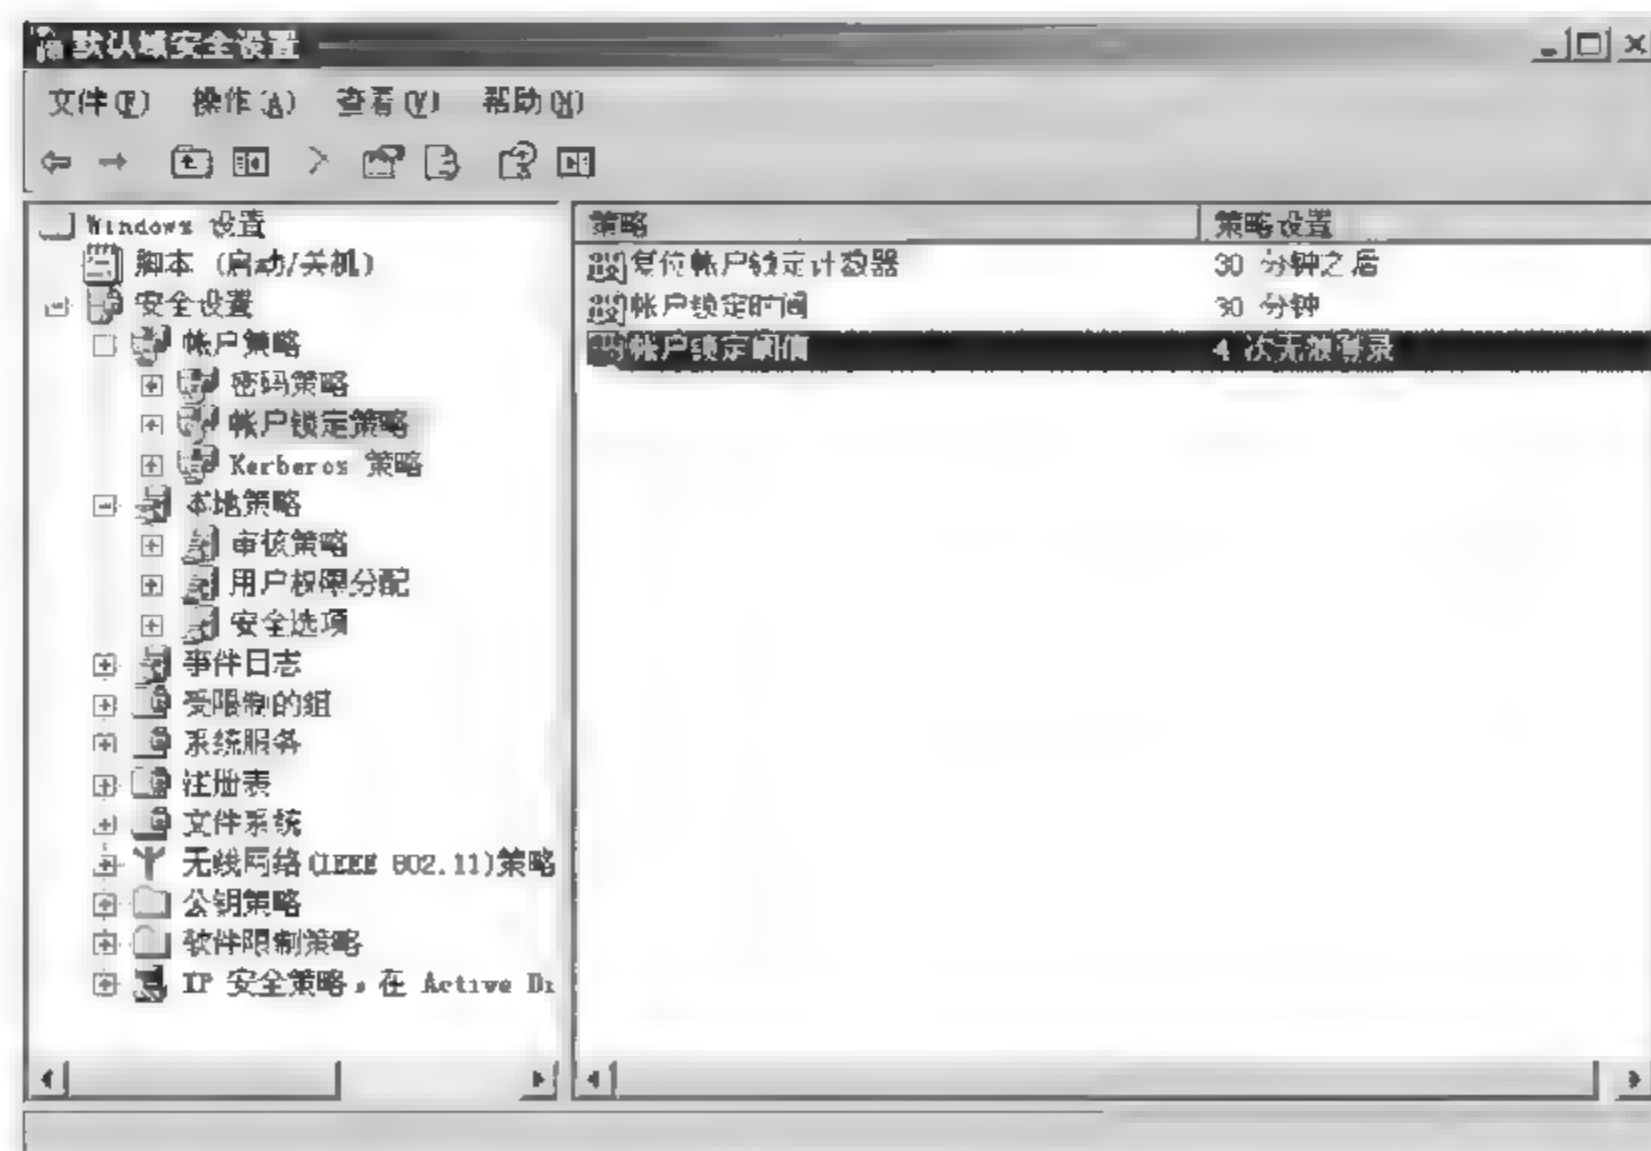 默认域安全设置
文件(F) 操作(A) 查看(V) 帮助(H)
Windows 设置
脚本 (启动/关机)
安全设置
帐户策略
密码策略
帐户锁定策略
Kerberos 策略
本地策略
审核策略
用户权限分配
安全选项
事件日志
受限制的组
系统服务
注册表
文件系统
无线网络(IEEE 802.11)策略
公钥策略
软件限制策略
IP 安全策略，在 Active Di
策略 策略设置
复位帐户锁定计数器 30 分钟之后
帐户锁定时间 30 分钟
帐户锁定阈值 4 次无效登录